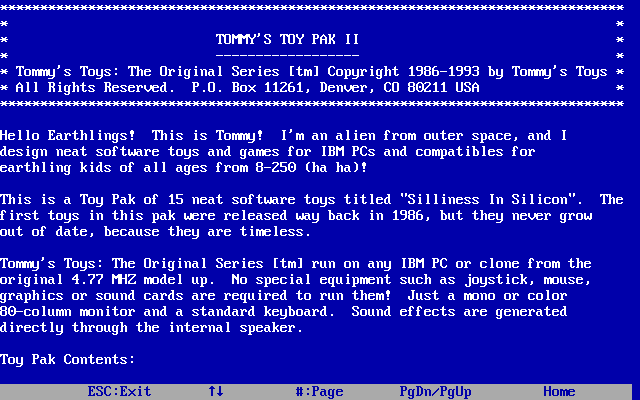 ******************************************************************************
*                                                                            *
*                          TOMMY'S TOY PAK II                                *
*                          ------------------                                *
* Tommy's Toys: The Original Series [tm] Copyright 1986-1993 by Tommy's Toys *
* All Rights Reserved.  P.O. Box 11261, Denver, CO 80211 USA                 *
******************************************************************************
Hello Earthlings!  This is Tommy!  I'm an alien from outer space, and I
design neat software toys and games for IBM PCs and compatibles for
earthling kids of all ages from 8-250 (ha ha)!
This is a Toy Pak of 15 neat software toys titled "Silliness In Silicon".  The
first toys in this pak were released way back in 1986, but they never grow
out of date, because they are timeless.
Tommy's Toys: The Original Series [tm] run on any IBM PC or clone from the
original 4.77 MHZ model up.  No special equipment such as joystick, mouse,
graphics or sound cards are required to run them!  Just a mono or color
80-column monitor and a standard keyboard.  Sound effects are generated
directly through the internal speaker.
Toy Pak Contents:
ESC:Exit       ↑↓         #:Page       PgDn/PgUp         Home